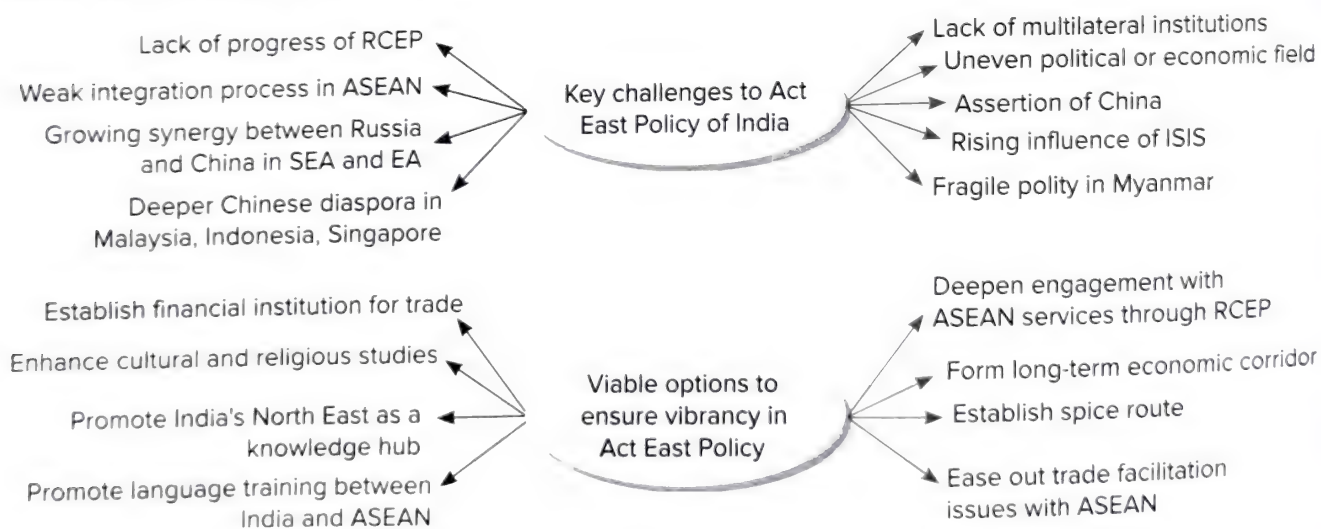 Lack of progress of RCEP
Weak integration process in ASEAN
Growing synergy between Russia
and China in SEA and EA
Deeper Chinese diaspora in
Malaysia, Indonesia, Singapore
Key challenges to Act
East Policy of India
Lack of multilateral institutions
Uneven political or economic field
Assertion of China
Rising influence of ISIS
Fragile polity in Myanmar
Establish financial institution for trade
Enhance cultural and religious studies
Promote India's North East as a
knowledge hub
Promote language training between
India and ASEAN
Viable options to
ensure vibrancy in
Act East Policy
Deepen engagement with
ASEAN services through RCEP
Form long-term economic corridor
Establish spice route
Ease out trade facilitation
issues with ASEAN